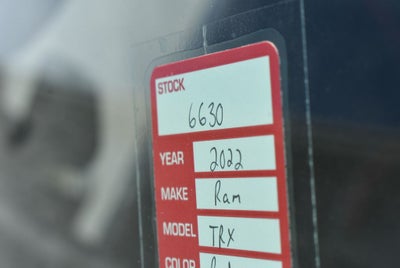 STOCK
6630
YEAR 2022
MAKE Ram
MODEL TRX
COLOR